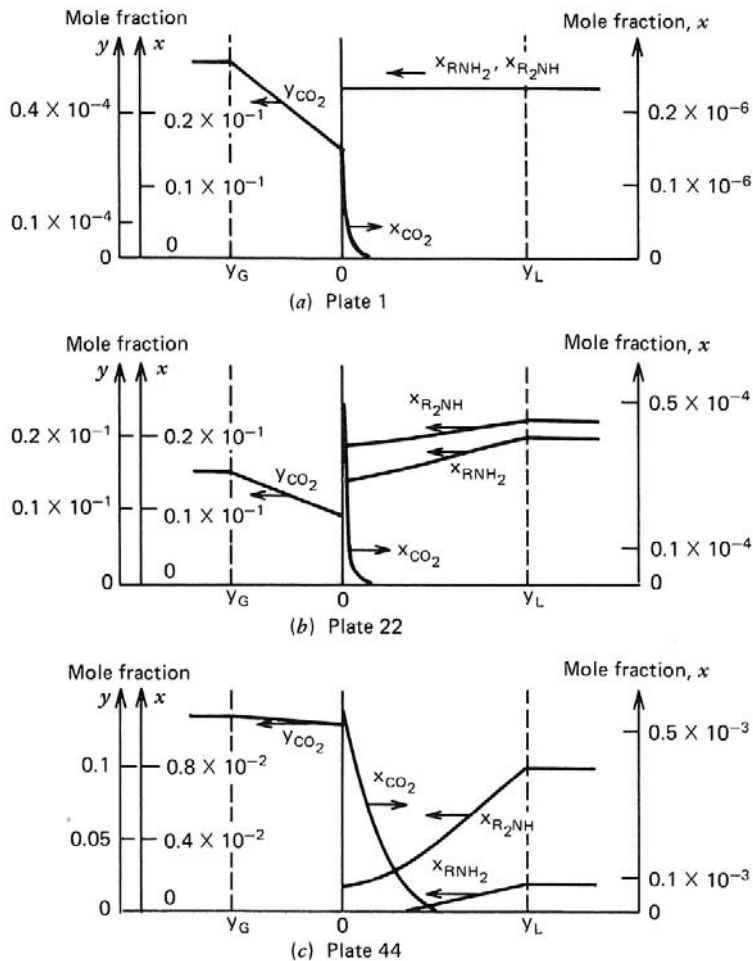 Mole fraction
Mole fraction, x
y x
x_RNH₂, x_R₂NH
y_CO₂
0.4 × 10⁻⁴
0.2 × 10⁻¹
0.2 × 10⁻⁶
0.1 × 10⁻¹
0.1 × 10⁻⁶
0.1 × 10⁻⁴
x_CO₂
0 0 0
y_G 0 y_L
(a) Plate 1
Mole fraction
Mole fraction, x
y x
x_R₂NH
0.5 × 10⁻⁴
0.2 × 10⁻¹
0.2 × 10⁻¹
y_CO₂
x_RNH₂
0.1 × 10⁻¹
0.1 × 10⁻¹
x_CO₂
0.1 × 10⁻⁴
0 0 0
y_G 0 y_L
(b) Plate 22
Mole fraction
Mole fraction, x
y x
y_CO₂
0.5 × 10⁻³
0.1
0.8 × 10⁻²
x_CO₂
x_R₂NH
0.05
0.4 × 10⁻²
x_RNH₂
0.1 × 10⁻³
0 0 0
y_G 0 y_L
(c) Plate 44